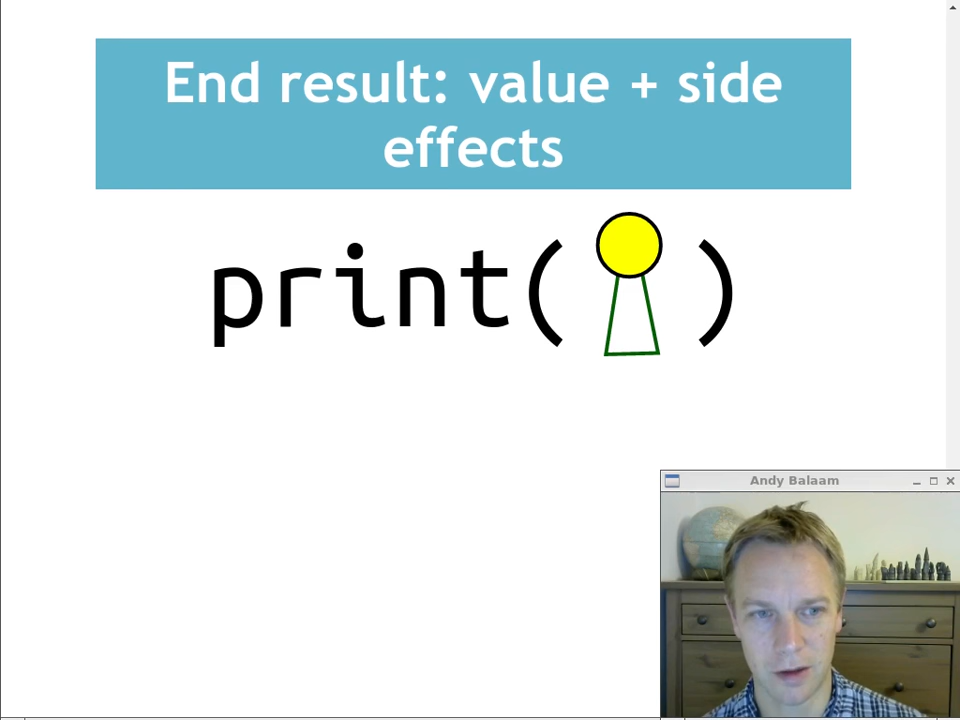 End result: value + side
effects
print( )
Andy Balaam